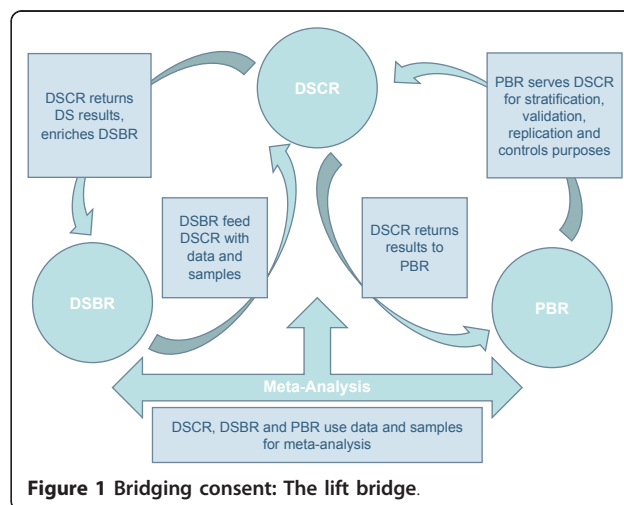 DSCR
DSCR returns
DS results,
enriches DSBR
PBR serves DSCR
for stratification,
validation,
replication and
controls purposes
DSBR feed
DSCR with
data and
samples
DSCR returns
results to
PBR
DSBR
PBR
Meta-Analysis
DSCR, DSBR and PBR use data and samples
for meta-analysis
Figure 1 Bridging consent: The lift bridge.